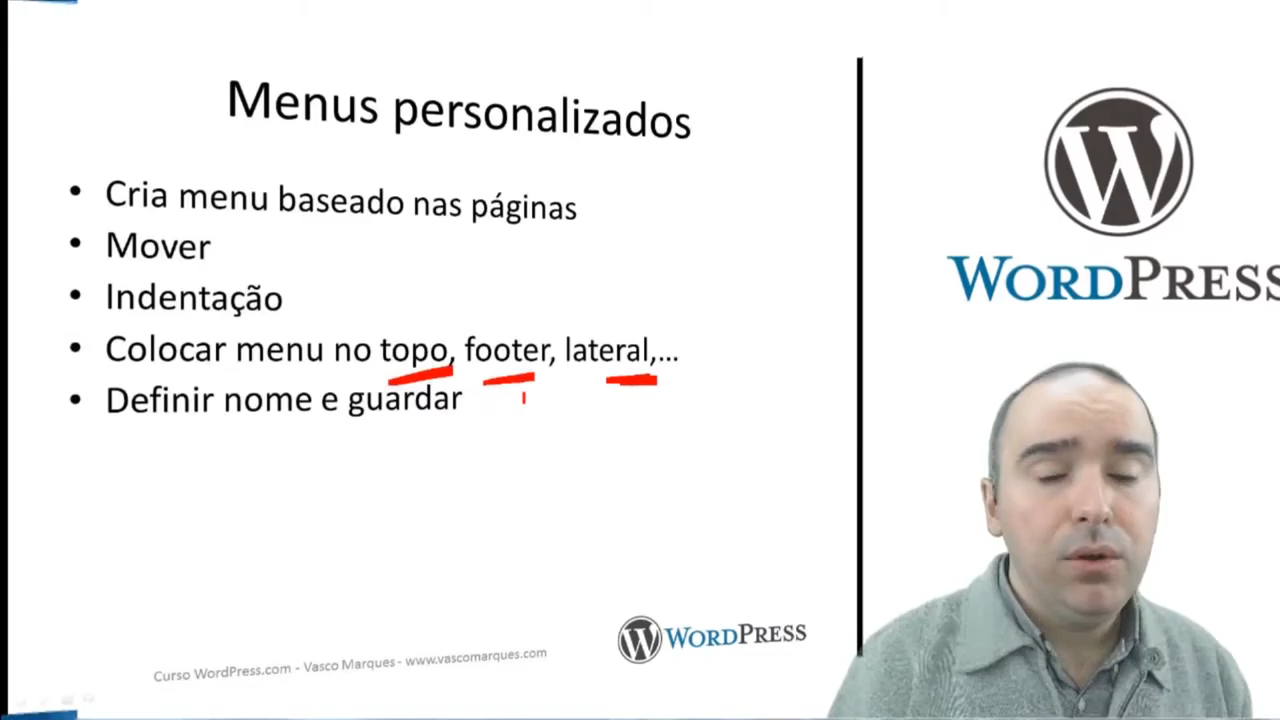 Menus personalizados
• Cria menu baseado nas páginas
• Mover
• Indentação
• Colocar menu no topo, footer, lateral,...
• Definir nome e guardar
WORDPRESS
WORDPRESS
Curso WordPress.com - Vasco Marques - www.vascomarques.com